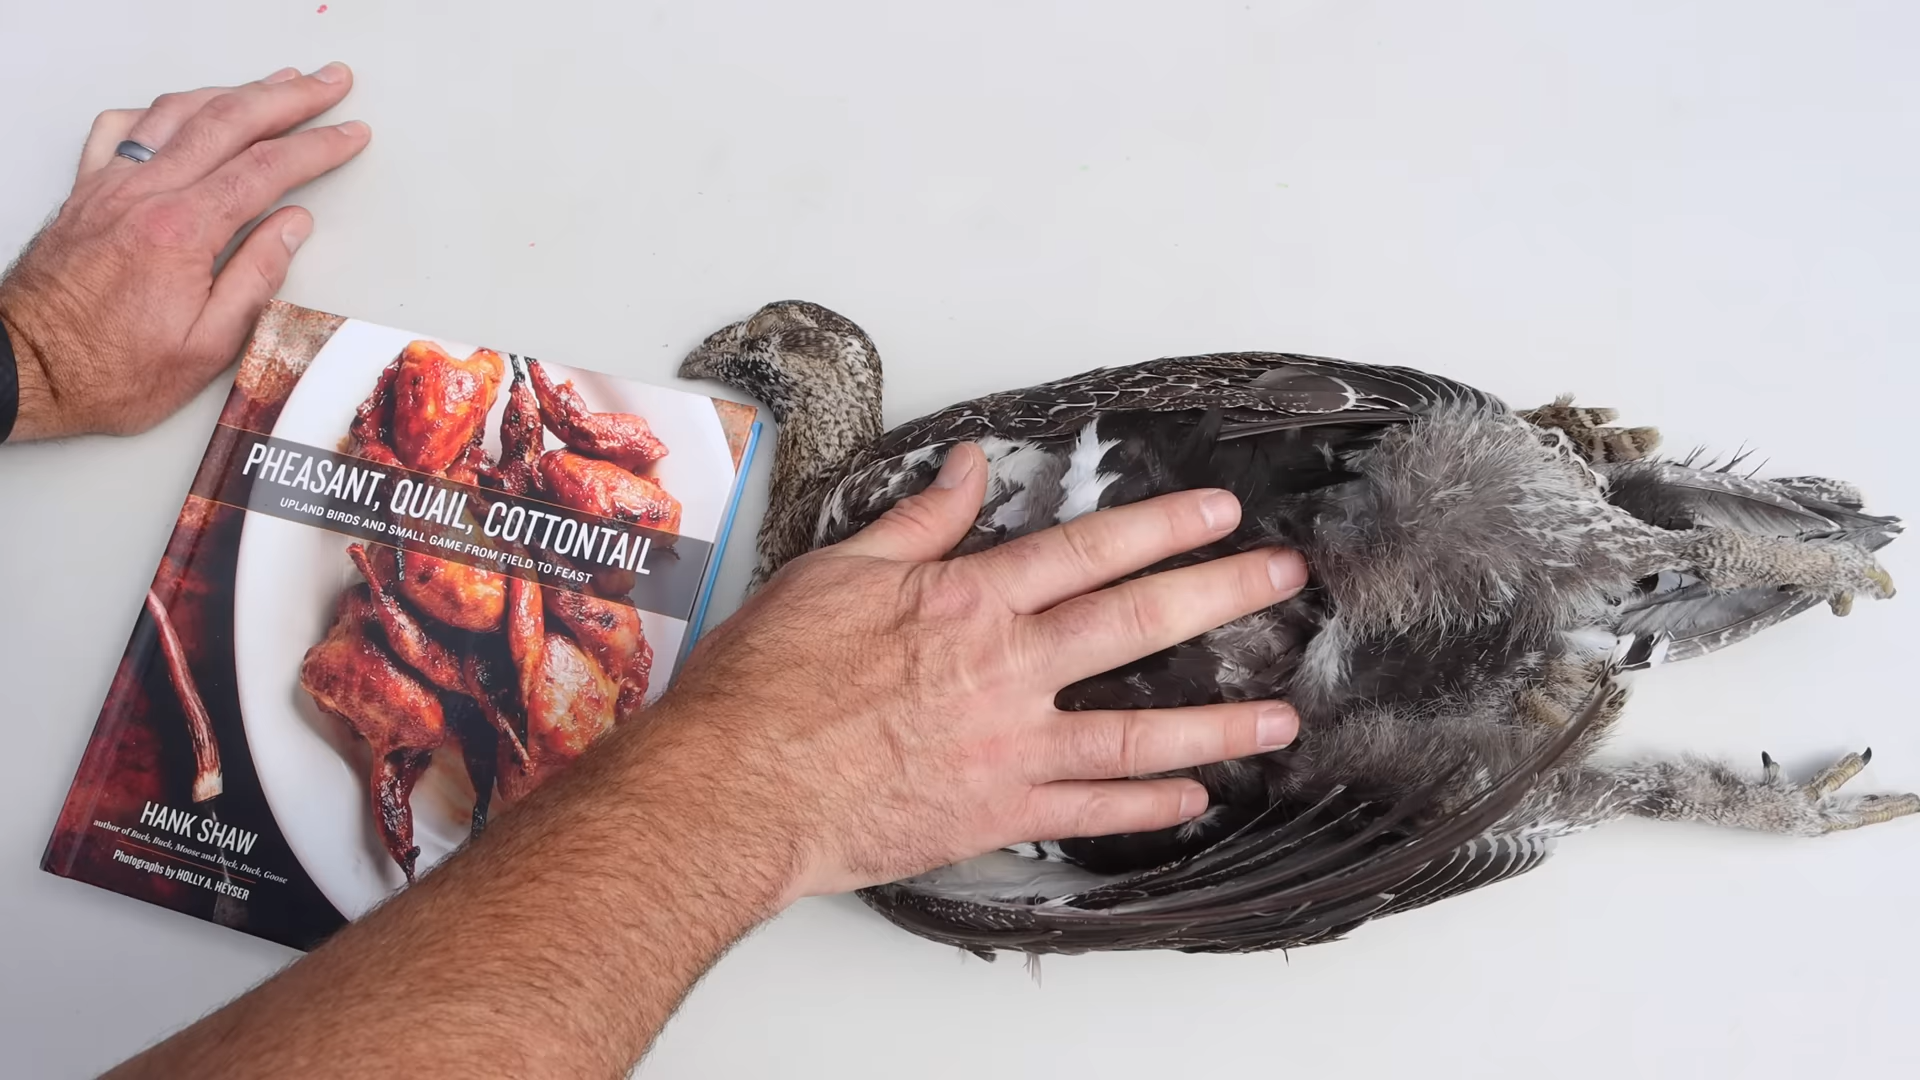 PHEASANT, QUAIL, COTTONTAIL
UPLAND BIRDS AND SMALL GAME FROM FIELD TO FEAST
HANK SHAW
author of Buck, Buck, Moose and Duck, Duck, Goose
Photographs by HOLLY A. HEYSER